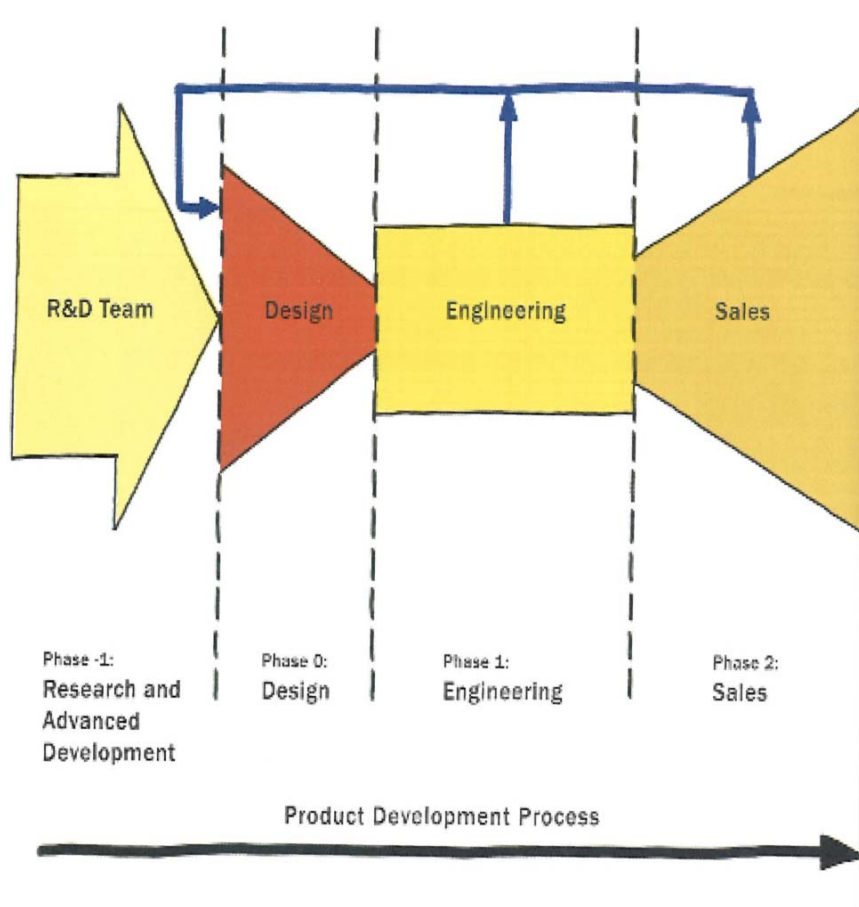 R&D Team
Design
Engineering
Sales
Phase -1:
Research and
Advanced
Development
Phase 0:
Design
Phase 1:
Engineering
Phase 2:
Sales
Product Development Process